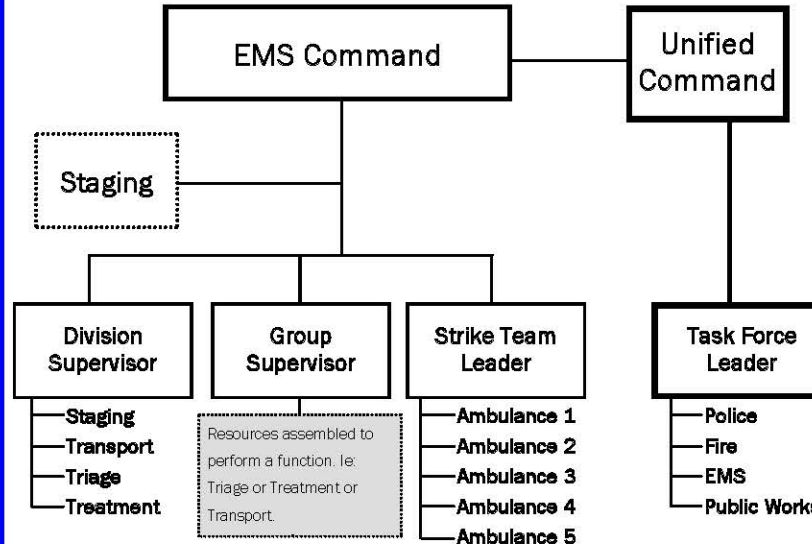 EMS Command
Unified
Command
Staging
Division
Supervisor
Group
Supervisor
Strike Team
Leader
Task Force
Leader
Staging
Transport
Triage
Treatment
Resources assembled to
perform a function. Ie:
Triage or Treatment or
Transport.
Ambulance 1
Ambulance 2
Ambulance 3
Ambulance 4
Ambulance 5
Police
Fire
EMS
Public Works